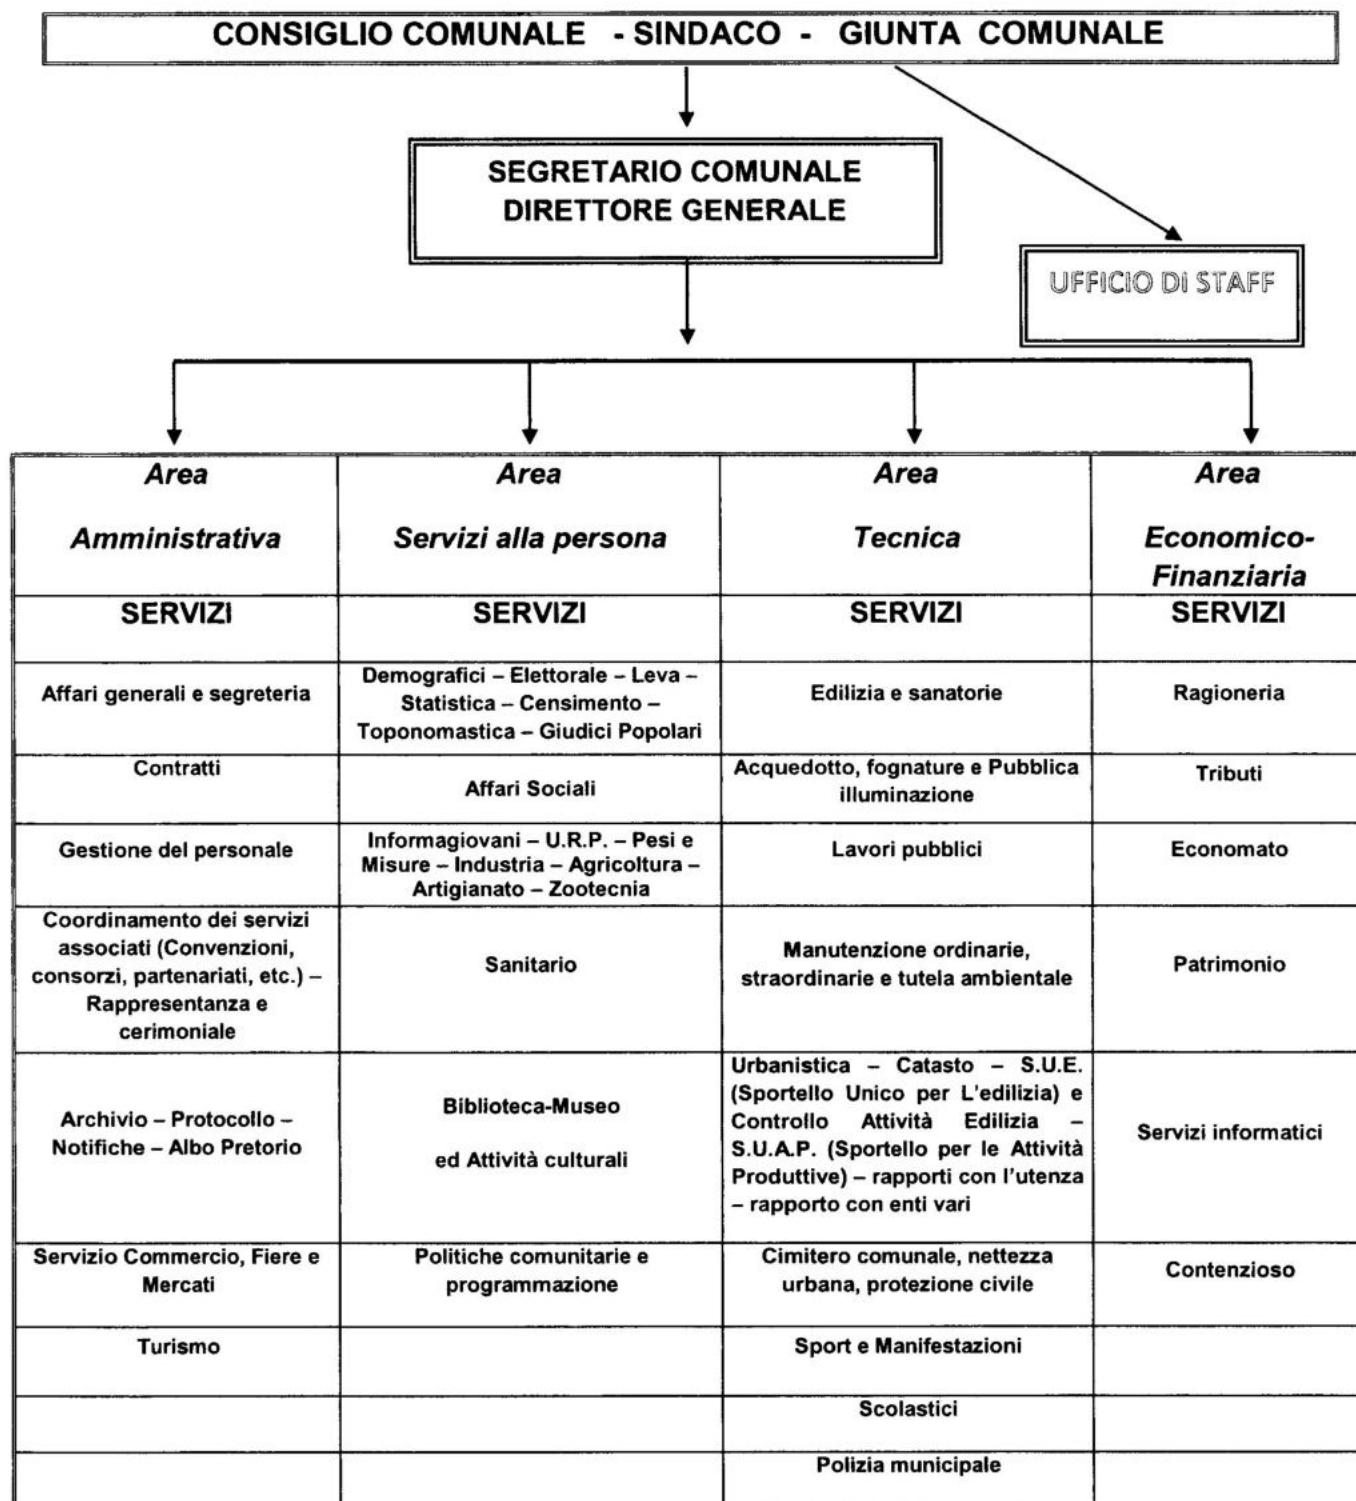 CONSIGLIO COMUNALE - SINDACO - GIUNTA COMUNALE
SEGRETARIO COMUNALE
DIRETTORE GENERALE
UFFICIO DI STAFF
Area
Amministrativa
Area
Servizi alla persona
Area
Tecnica
Area
Economico-
Finanziaria
SERVIZI
SERVIZI
SERVIZI
SERVIZI
Affari generali e segreteria
Demografici – Elettorale – Leva –
Statistica – Censimento –
Toponomastica – Giudici Popolari
Edilizia e sanatorie
Ragioneria
Contratti
Affari Sociali
Acquedotto, fognature e Pubblica
illuminazione
Tributi
Gestione del personale
Informagiovani – U.R.P. – Pesi e
Misure – Industria – Agricoltura –
Artigianato – Zootecnia
Lavori pubblici
Economato
Coordinamento dei servizi
associati (Convenzioni,
consorzi, partenariati, etc.) –
Rappresentanza e
cerimoniale
Sanitario
Manutenzione ordinarie,
straordinarie e tutela ambientale
Patrimonio
Archivio – Protocollo –
Notifiche – Albo Pretorio
Biblioteca-Museo
ed Attività culturali
Urbanistica – Catasto – S.U.E.
(Sportello Unico per L'edilizia) e
Controllo Attività Edilizia –
S.U.A.P. (Sportello per le Attività
Produttive) – rapporti con l'utenza
– rapporto con enti vari
Servizi informatici
Servizio Commercio, Fiere e
Mercati
Politiche comunitarie e
programmazione
Cimitero comunale, nettezza
urbana, protezione civile
Contenzioso
Turismo
Sport e Manifestazioni
Scolastici
Polizia municipale